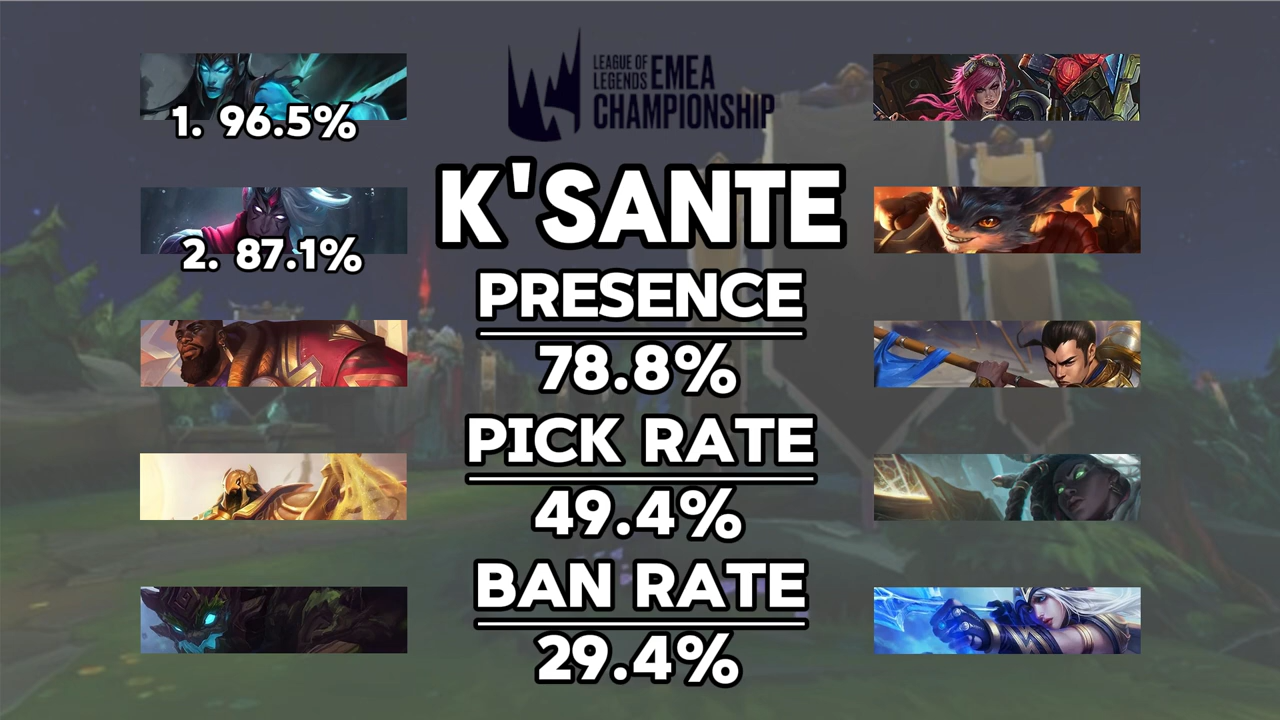 1. 96.5%
2. 87.1%
LEAGUE OF
LEGENDS EMEA
CHAMPIONSHIP
K'SANTE
PRESENCE
78.8%
PICK RATE
49.4%
BAN RATE
29.4%